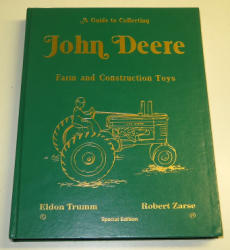 A Guide to Collecting
John Deere
Farm and Construction Toys
Eldon Trumm Robert Zarse
Special Edition